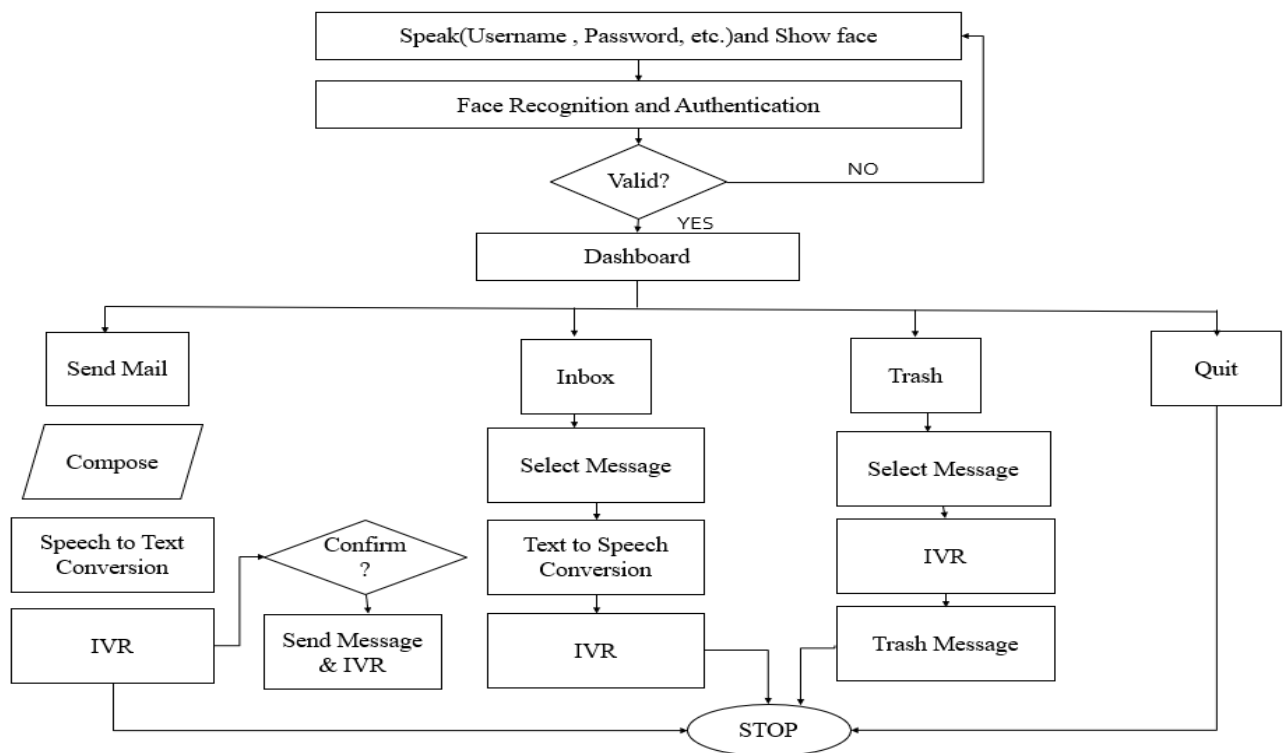 Speak(Username , Password, etc.)and Show face
Face Recognition and Authentication
Valid?
NO
YES
Dashboard
Send Mail
Inbox
Trash
Quit
Compose
Select Message
Select Message
Speech to Text
Conversion
Confirm
?
Text to Speech
Conversion
IVR
IVR
Send Message
& IVR
IVR
Trash Message
STOP